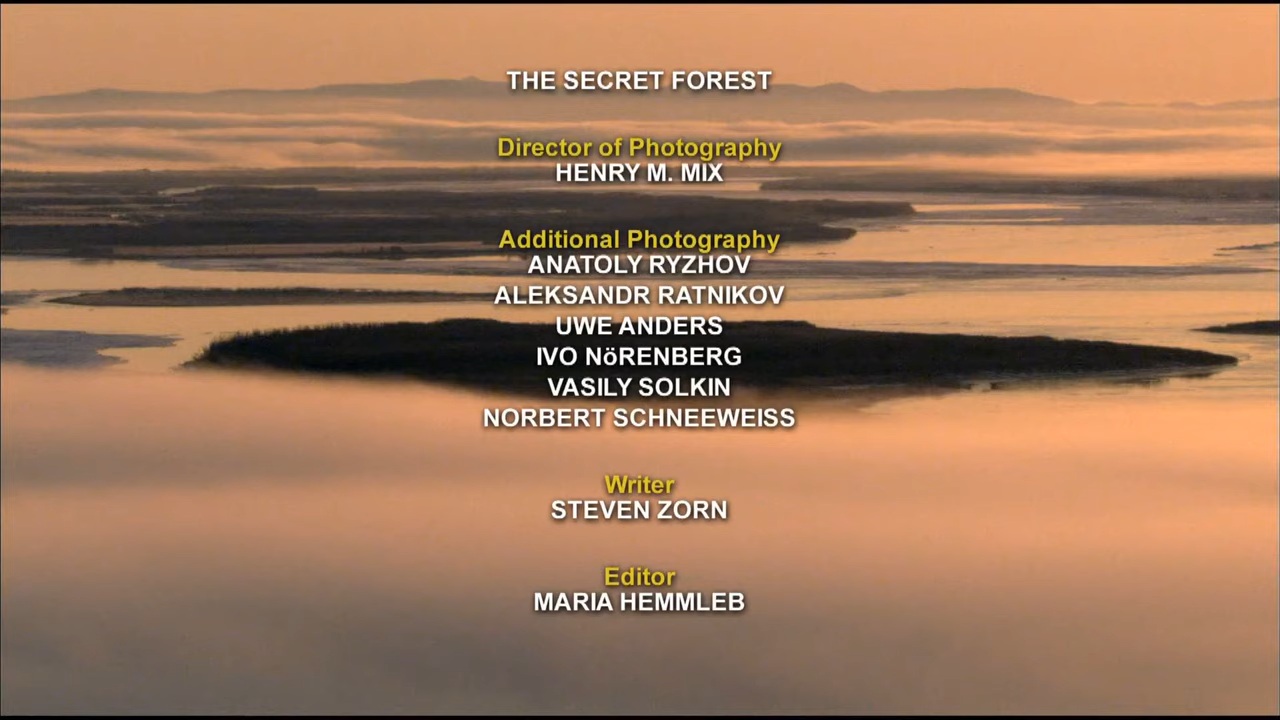 THE SECRET FOREST
Director of Photography
HENRY M. MIX
Additional Photography
ANATOLY RYZHOV
ALEKSANDR RATNIKOV
UWE ANDERS
IVO NöRENBERG
VASILY SOLKIN
NORBERT SCHNEEWEISS
Writer
STEVEN ZORN
Editor
MARIA HEMMLEB